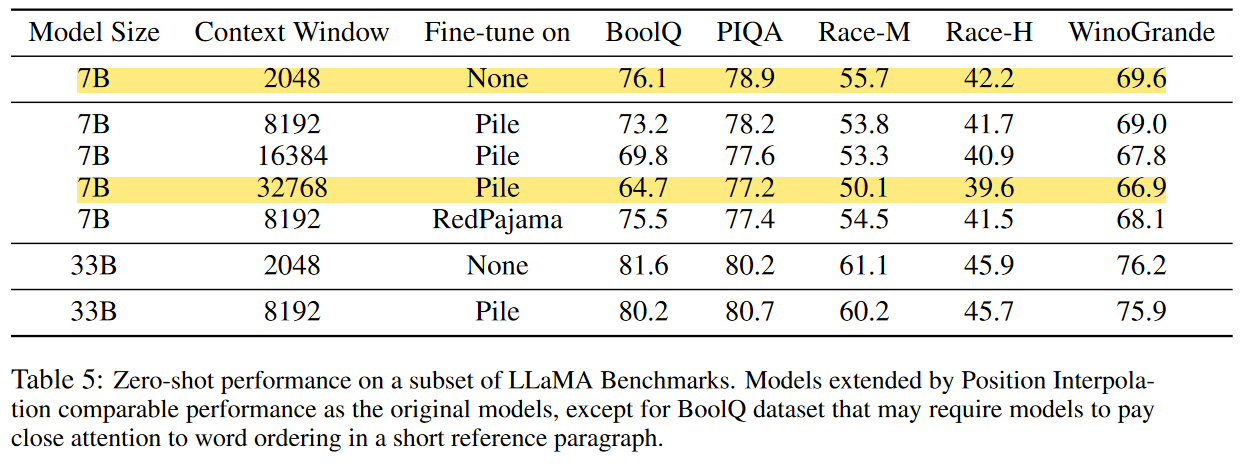 Model Size Context Window Fine-tune on BoolQ PIQA Race-M Race-H WinoGrande
7B 2048 None 76.1 78.9 55.7 42.2 69.6
7B 8192 Pile 73.2 78.2 53.8 41.7 69.0
7B 16384 Pile 69.8 77.6 53.3 40.9 67.8
7B 32768 Pile 64.7 77.2 50.1 39.6 66.9
7B 8192 RedPajama 75.5 77.4 54.5 41.5 68.1
33B 2048 None 81.6 80.2 61.1 45.9 76.2
33B 8192 Pile 80.2 80.7 60.2 45.7 75.9
Table 5: Zero-shot performance on a subset of LLaMA Benchmarks. Models extended by Position Interpola-
tion comparable performance as the original models, except for BoolQ dataset that may require models to pay
close attention to word ordering in a short reference paragraph.